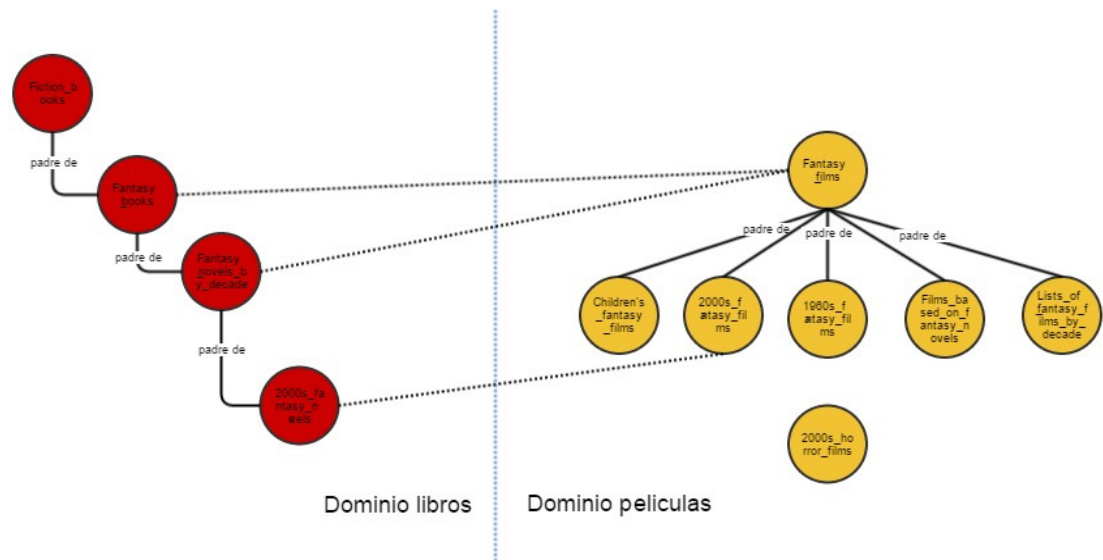 Fiction_b
ooks
padre de
Fantasy
_books
padre de
Fantasy
_novels_b
y_decade
padre de
2000s_fa
ntasy_n
ovels
Fantasy
_films
padre de
padre de
padre de
Children's
_fantasy
_films
2000s_f
atasy_fil
ms
1960s_f
atasy_fil
ms
Films_ba
sed_on_f
antasy_n
ovels
Lists_of
_fantasy_f
ilms_by_
decade
2000s_ho
rror_films
Dominio libros
Dominio peliculas